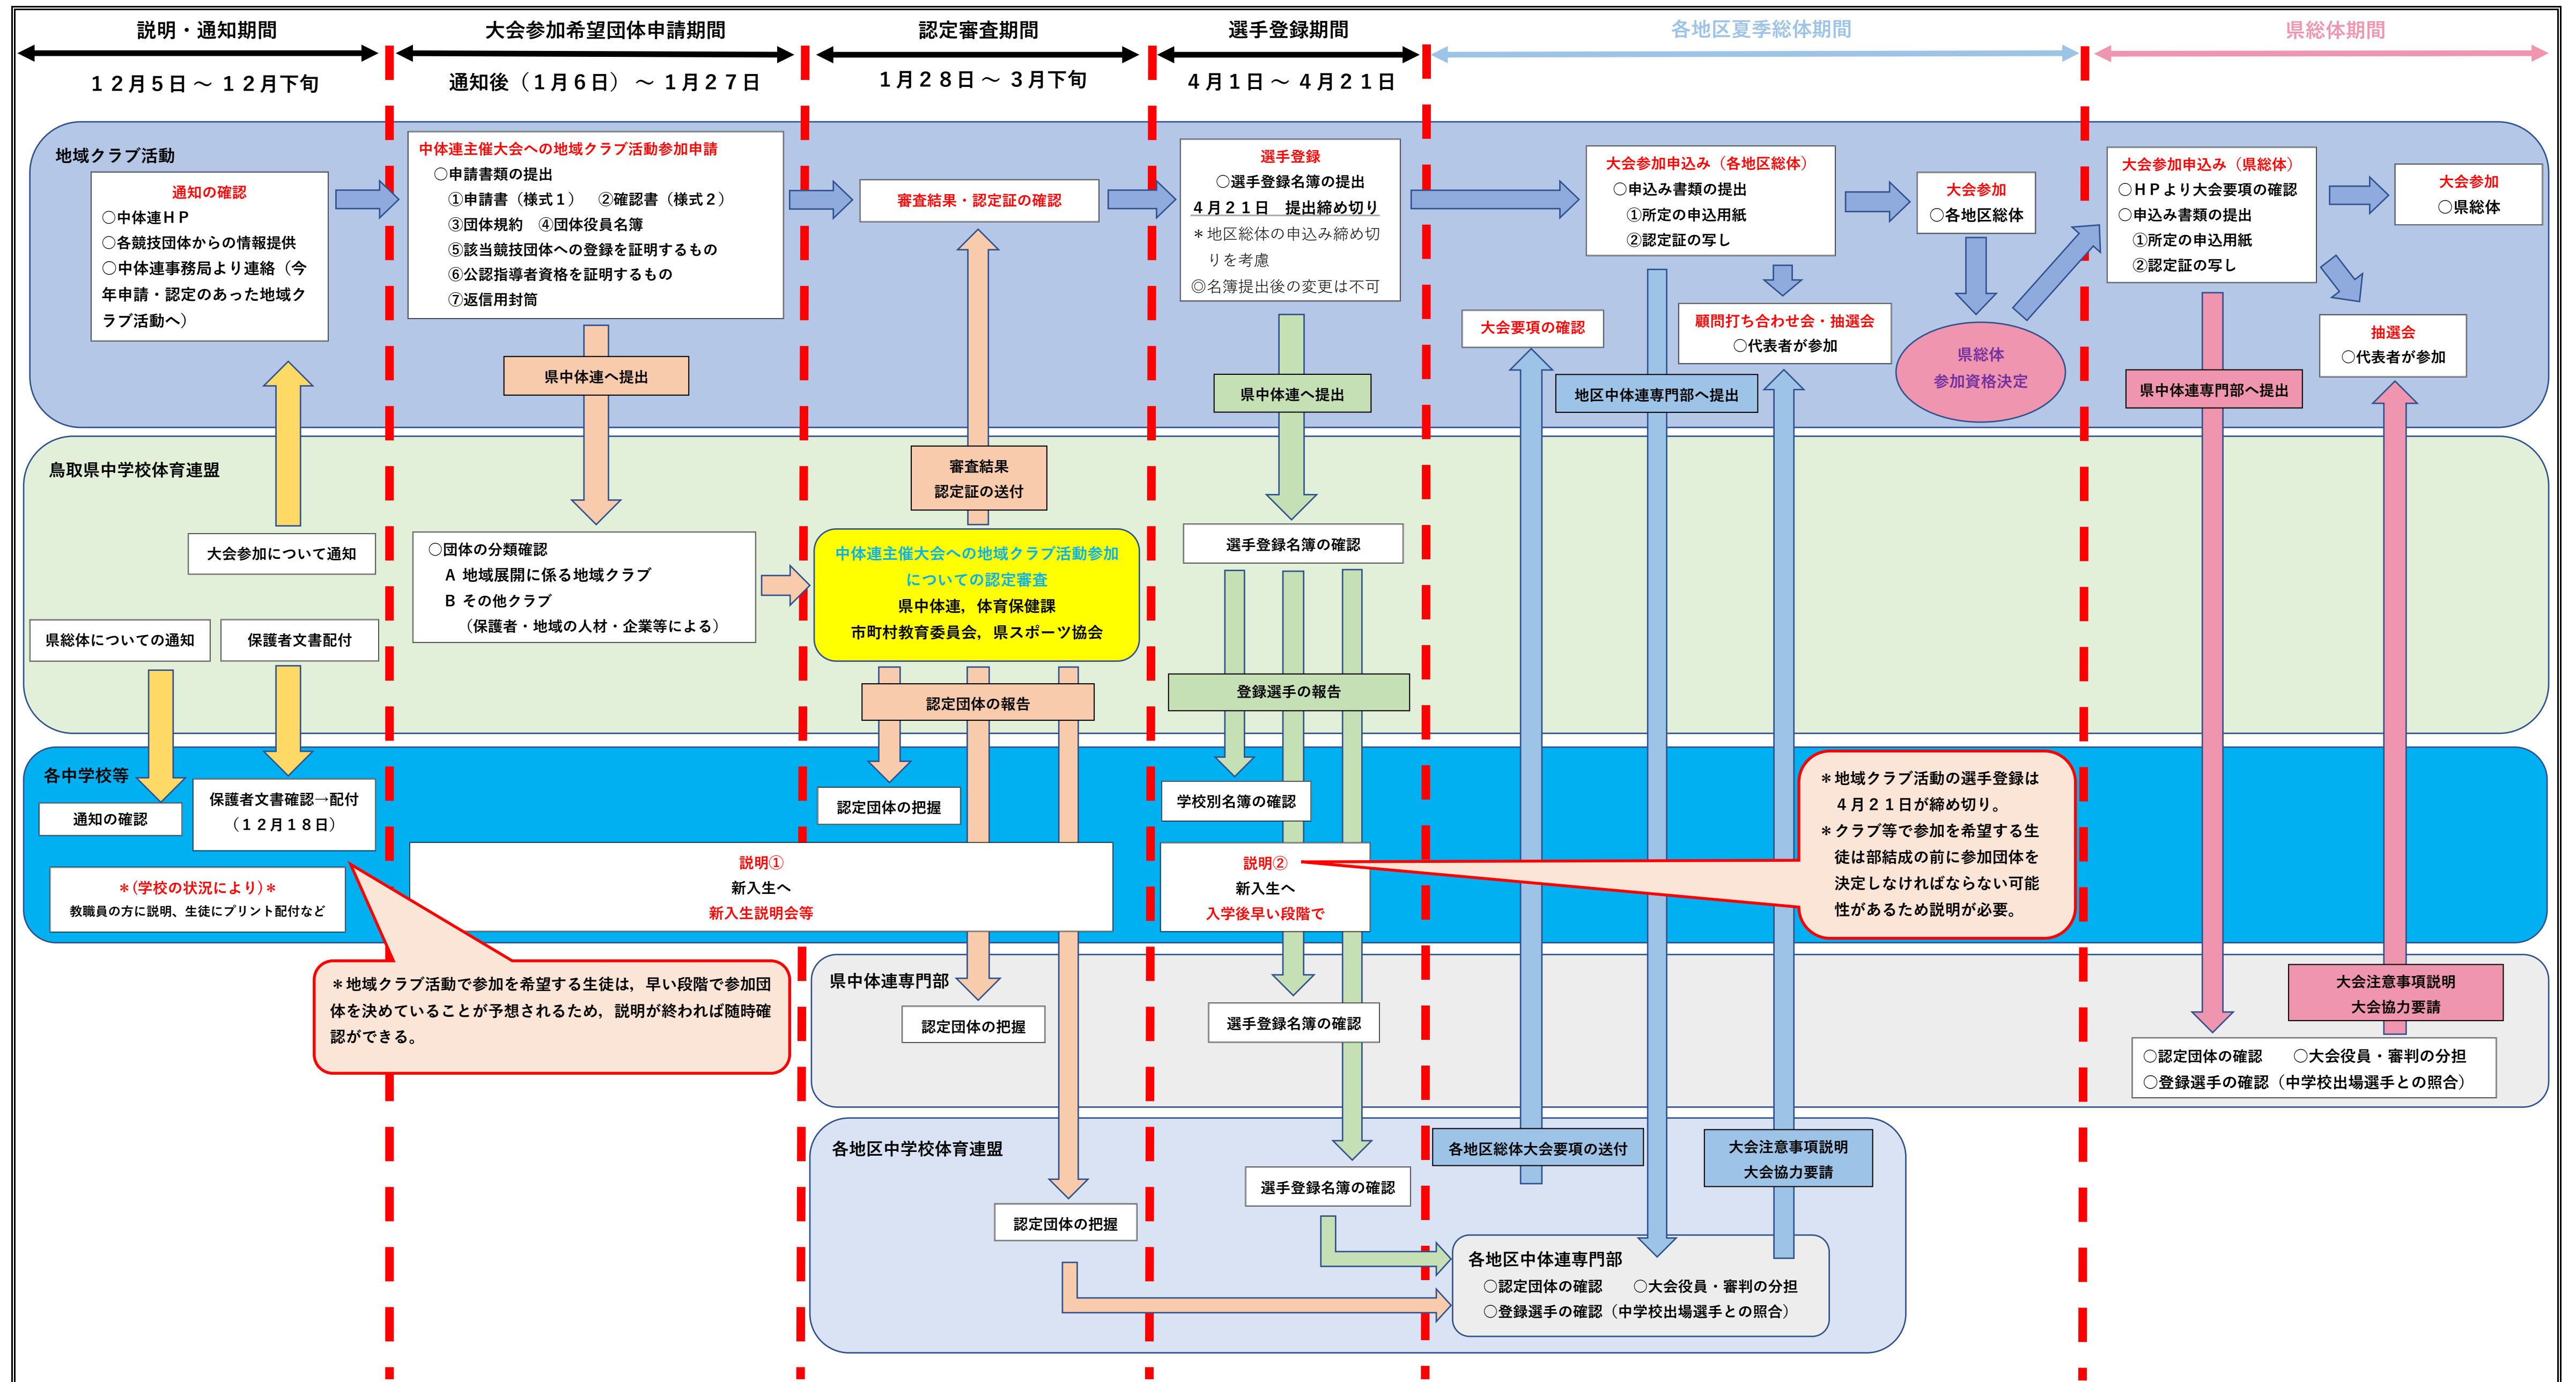 説明・通知期間
１２月５日 ～ １２月下旬
大会参加希望団体申請期間
通知後（１月６日） ～ １月２７日
認定審査期間
１月２８日 ～ ３月下旬
選手登録期間
４月１日 ～ ４月２１日
各地区夏季総体期間
県総体期間
地域クラブ活動
通知の確認
○中体連ＨＰ
○各競技団体からの情報提供
○中体連事務局より連絡（今
年申請・認定のあった地域ク
ラブ活動へ）
中体連主催大会への地域クラブ活動参加申請
○申請書類の提出
①申請書（様式１）　②確認書（様式２）
③団体規約　④団体役員名簿
⑤該当競技団体への登録を証明するもの
⑥公認指導者資格を証明するもの
⑦返信用封筒
県中体連へ提出
審査結果・認定証の確認
選手登録
○選手登録名簿の提出
４月２１日　提出締め切り
＊地区総体の申込み締め切
りを考慮
◎名簿提出後の変更は不可
県中体連へ提出
大会要項の確認
大会参加申込み（各地区総体）
○申込み書類の提出
①所定の申込用紙
②認定証の写し
地区中体連専門部へ提出
顧問打ち合わせ会・抽選会
○代表者が参加
大会参加
○各地区総体
県総体
参加資格決定
大会参加申込み（県総体）
○ＨＰより大会要項の確認
○申込み書類の提出
①所定の申込用紙
②認定証の写し
県中体連専門部へ提出
大会参加
○県総体
抽選会
○代表者が参加
鳥取県中学校体育連盟
大会参加について通知
県総体についての通知
保護者文書配付
○団体の分類確認
A 地域展開に係る地域クラブ
B その他クラブ
（保護者・地域の人材・企業等による）
審査結果
認定証の送付
中体連主催大会への地域クラブ活動参加
についての認定審査
県中体連，体育保健課
市町村教育委員会，県スポーツ協会
認定団体の報告
選手登録名簿の確認
登録選手の報告
各中学校等
通知の確認
保護者文書確認→配付
（１２月１８日）
＊(学校の状況により)＊
教職員の方に説明、生徒にプリント配付など
認定団体の把握
説明①
新入生へ
新入生説明会等
学校別名簿の確認
説明②
新入生へ
入学後早い段階で
＊地域クラブ活動の選手登録は
４月２１日が締め切り。
＊クラブ等で参加を希望する生
徒は部結成の前に参加団体を
決定しなければならない可能
性があるため説明が必要。
＊地域クラブ活動で参加を希望する生徒は，早い段階で参加団
体を決めていることが予想されるため，説明が終われば随時確
認ができる。
県中体連専門部
認定団体の把握
選手登録名簿の確認
大会注意事項説明
大会協力要請
○認定団体の確認　　○大会役員・審判の分担
○登録選手の確認（中学校出場選手との照合）
各地区中学校体育連盟
認定団体の把握
選手登録名簿の確認
各地区総体大会要項の送付
大会注意事項説明
大会協力要請
各地区中体連専門部
○認定団体の確認　　○大会役員・審判の分担
○登録選手の確認（中学校出場選手との照合）